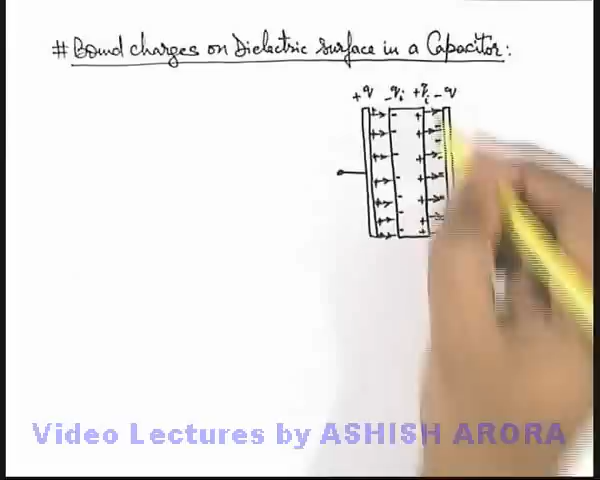 # Bound charges on Dielectric surface in a Capacitor:
+q -qi +qi -q
Video Lectures by ASHISH ARORA